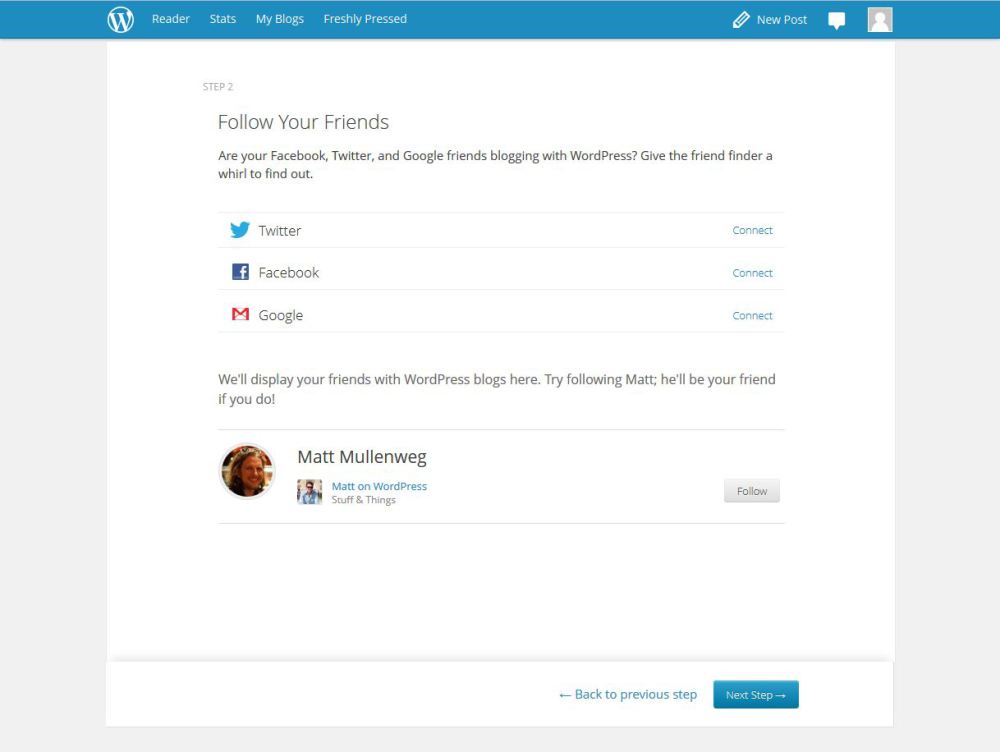 Reader Stats My Blogs Freshly Pressed New Post
STEP 2
Follow Your Friends
Are your Facebook, Twitter, and Google friends blogging with WordPress? Give the friend finder a
whirl to find out.
Twitter Connect
Facebook Connect
Google Connect
We'll display your friends with WordPress blogs here. Try following Matt; he'll be your friend
if you do!
Matt Mullenweg
Matt on WordPress
Stuff & Things
Follow
← Back to previous step Next Step →